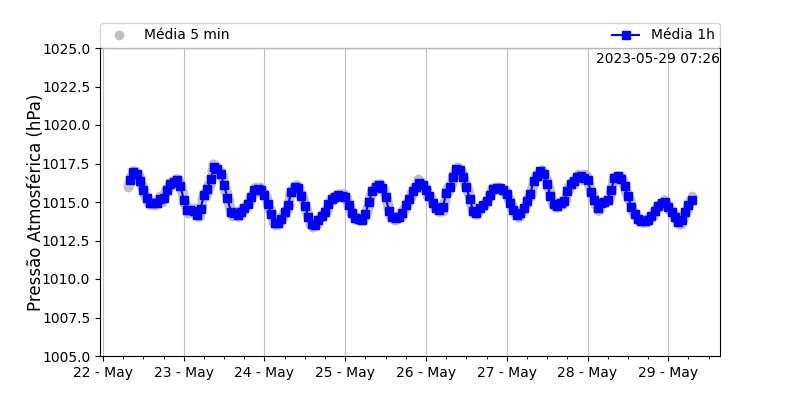 Média 5 min
Média 1h
2023-05-29 07:26
Pressão Atmosférica (hPa)
1025.0
1022.5
1020.0
1017.5
1015.0
1012.5
1010.0
1007.5
1005.0
22 - May
23 - May
24 - May
25 - May
26 - May
27 - May
28 - May
29 - May